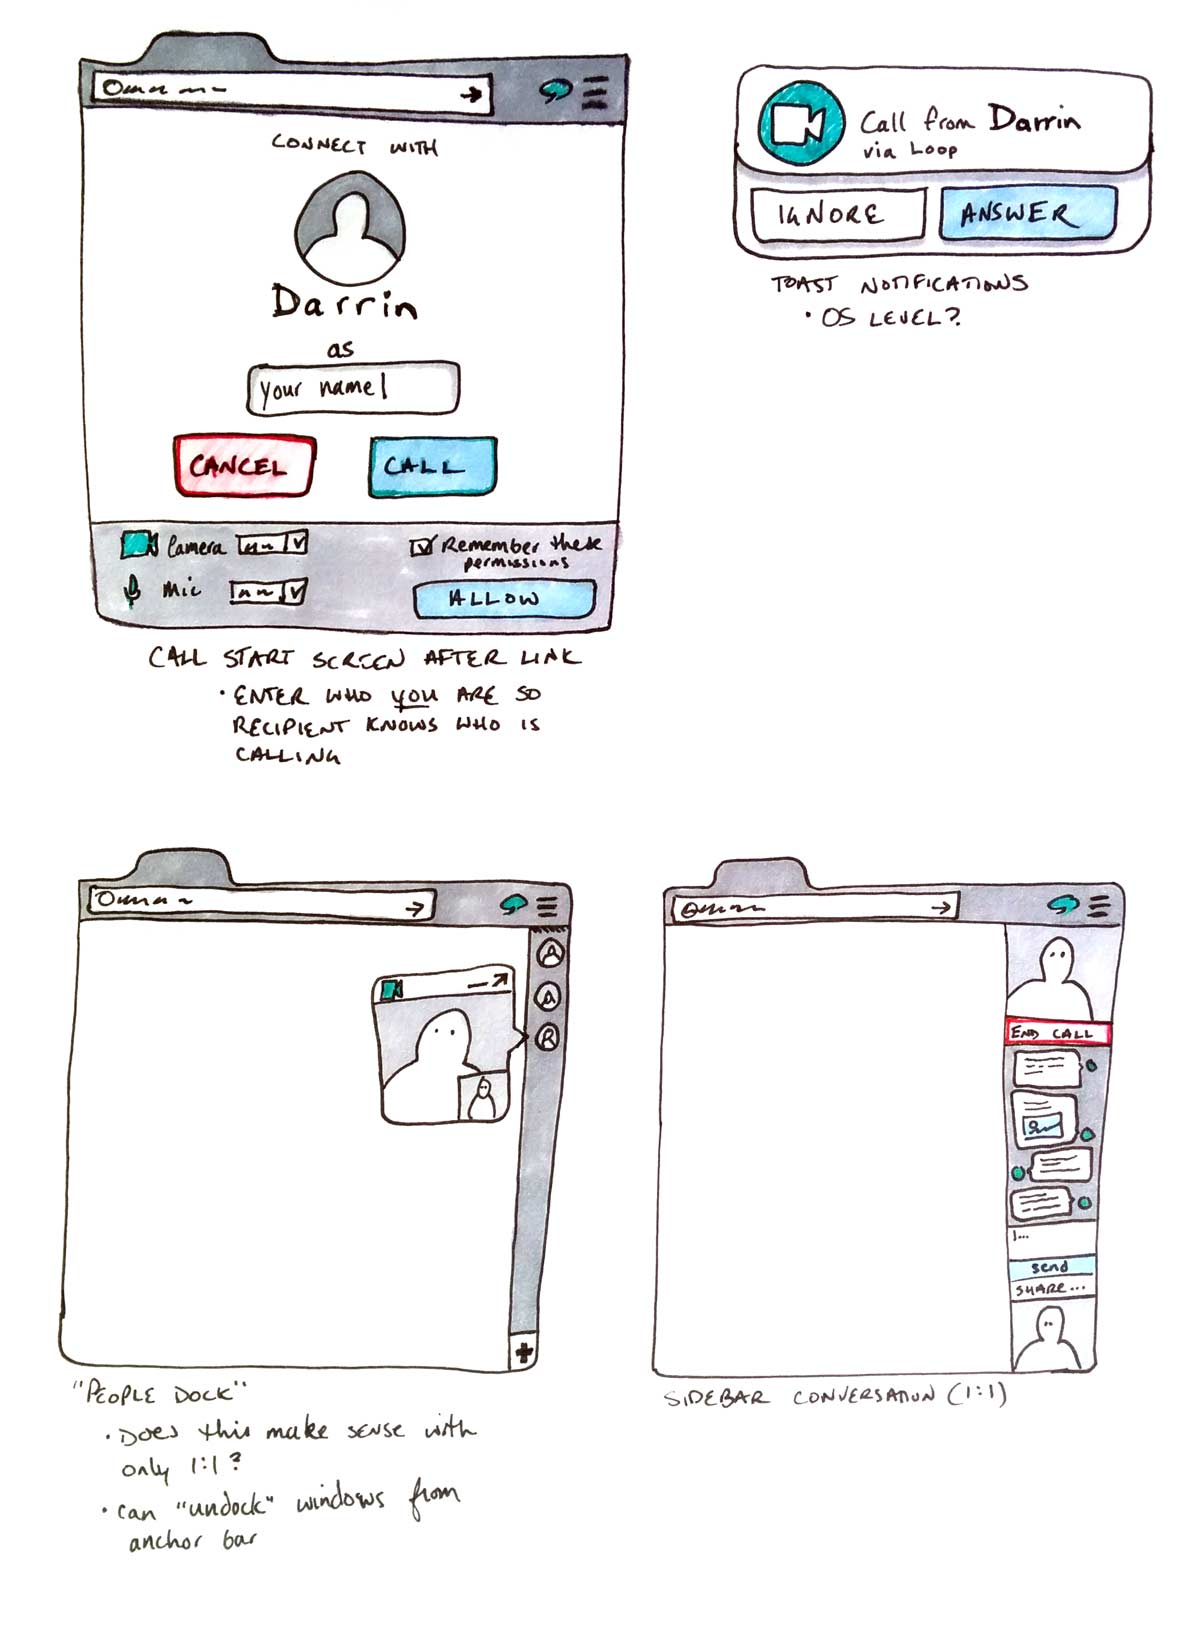 CONNECT WITH
Darrin
as
your name
CANCEL
CALL
Camera
Mic
Remember these
permissions
ALLOW
CALL START SCREEN AFTER LINK
• ENTER WHO YOU ARE SO
RECIPIENT KNOWS WHO IS
CALLING
Call from Darrin
via Loop
IGNORE
ANSWER
TOAST NOTIFICATIONS
• OS LEVEL?
"PEOPLE DOCK"
• Does this make sense with
only 1:1?
• can "undock" windows from
anchor bar
END CALL
I...
send
SHARE...
SIDEBAR CONVERSATION (1:1)